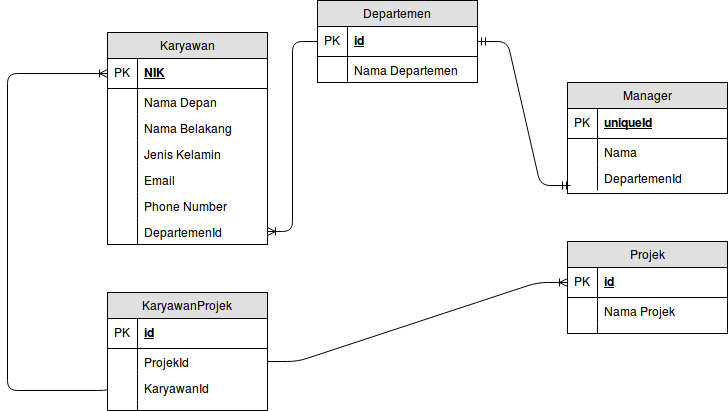 Departemen
PK id
Nama Departemen
Karyawan
PK NIK
Nama Depan
Nama Belakang
Jenis Kelamin
Email
Phone Number
DepartemenId
Manager
PK uniqueId
Nama
DepartemenId
Projek
PK id
Nama Projek
KaryawanProjek
PK id
ProjekId
KaryawanId